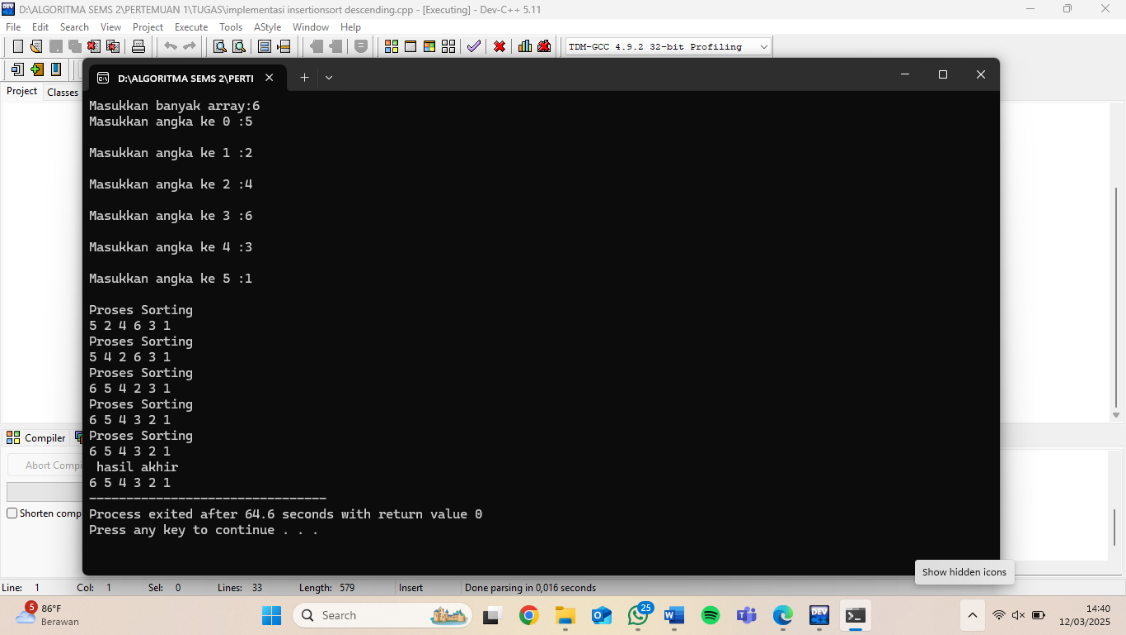 D:\ALGORITMA SEMS 2\PERTEMUAN 1\TUGAS\implementasi insertionsort descending.cpp - [Executing] - Dev-C++ 5.11
File Edit Search View Project Execute Tools AStyle Window Help
TDM-GCC 4.9.2 32-bit Profiling
D:\ALGORITMA SEMS 2\PERTI
Project Classes
Masukkan banyak array:6
Masukkan angka ke 0 :5
Masukkan angka ke 1 :2
Masukkan angka ke 2 :4
Masukkan angka ke 3 :6
Masukkan angka ke 4 :3
Masukkan angka ke 5 :1
Proses Sorting
5 2 4 6 3 1
Proses Sorting
5 4 2 6 3 1
Proses Sorting
6 5 4 2 3 1
Proses Sorting
6 5 4 3 2 1
Proses Sorting
6 5 4 3 2 1
hasil akhir
6 5 4 3 2 1
--------------------------------
Process exited after 64.6 seconds with return value 0
Press any key to continue . . .
Compiler
Abort Compi
Shorten comp
Show hidden icons
Line: 1 Col: 1 Sel: 0 Lines: 33 Length: 579 Insert Done parsing in 0,016 seconds
5
86°F
Berawan
Search
25
DEV
14:40
12/03/2025